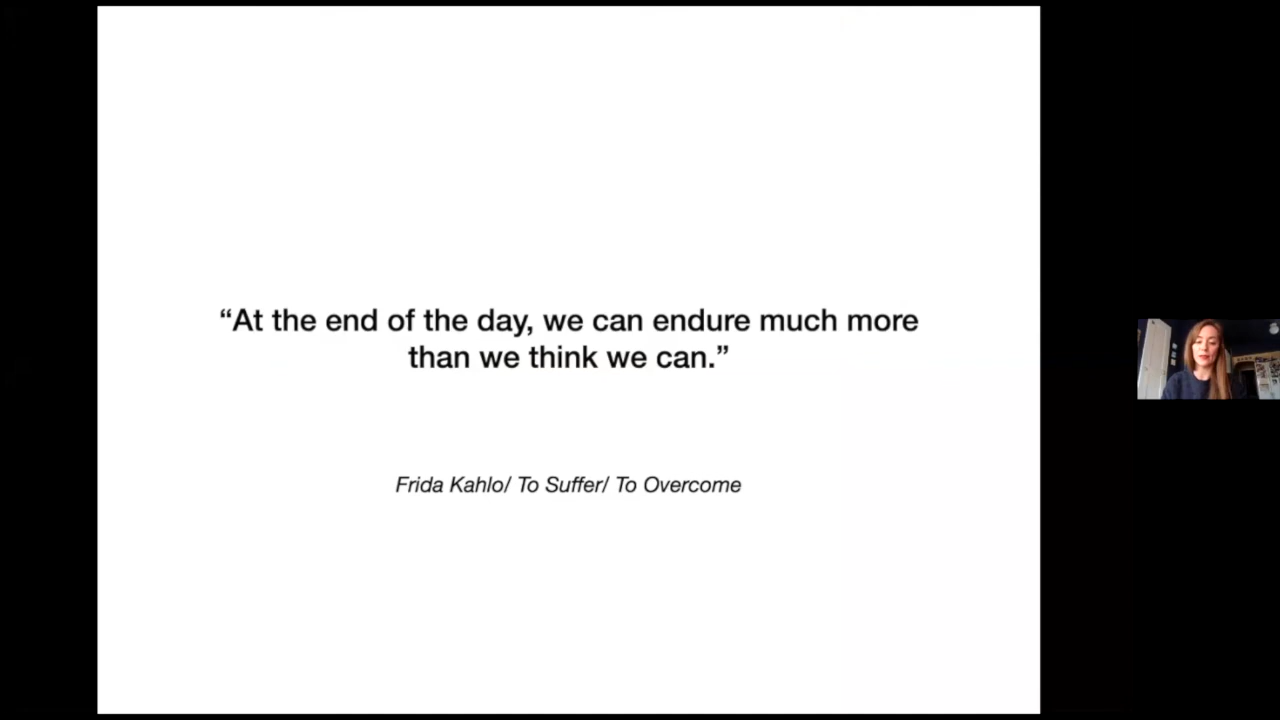 “At the end of the day, we can endure much more
than we think we can.”
Frida Kahlo/ To Suffer/ To Overcome